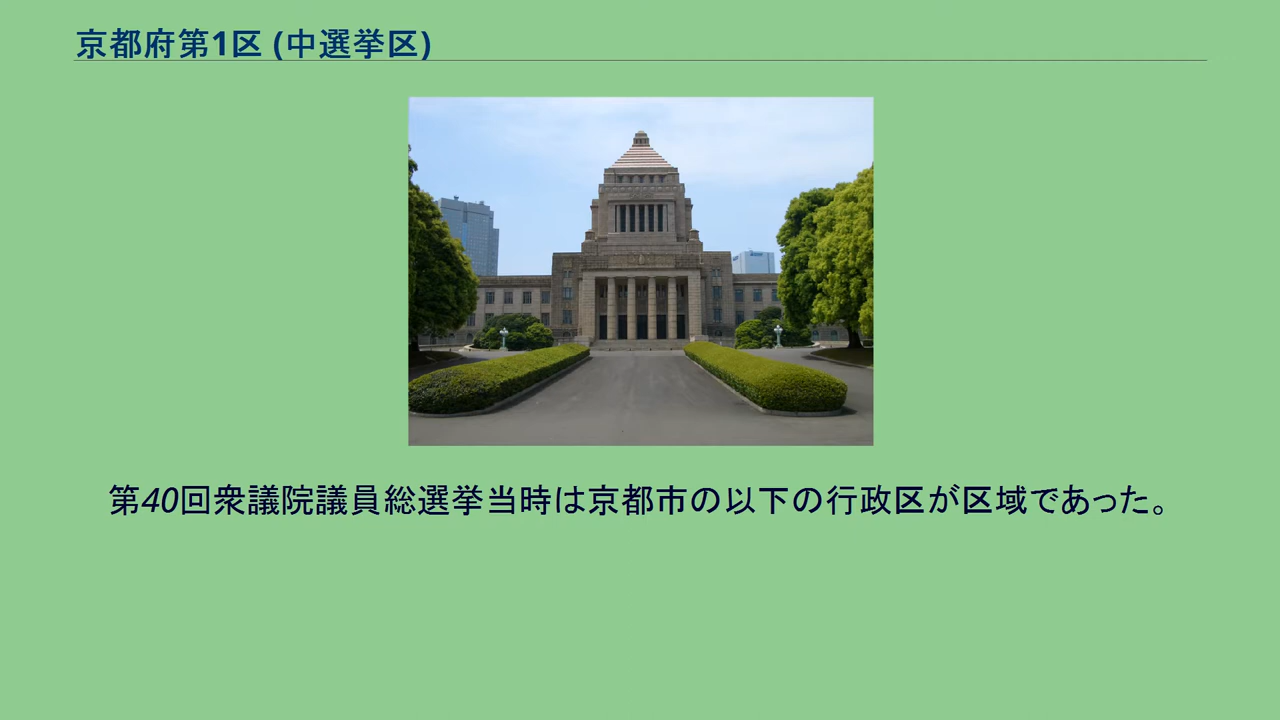 京都府第1区 (中選挙区)
第40回衆議院議員総選挙当時は京都市の以下の行政区が区域であった。